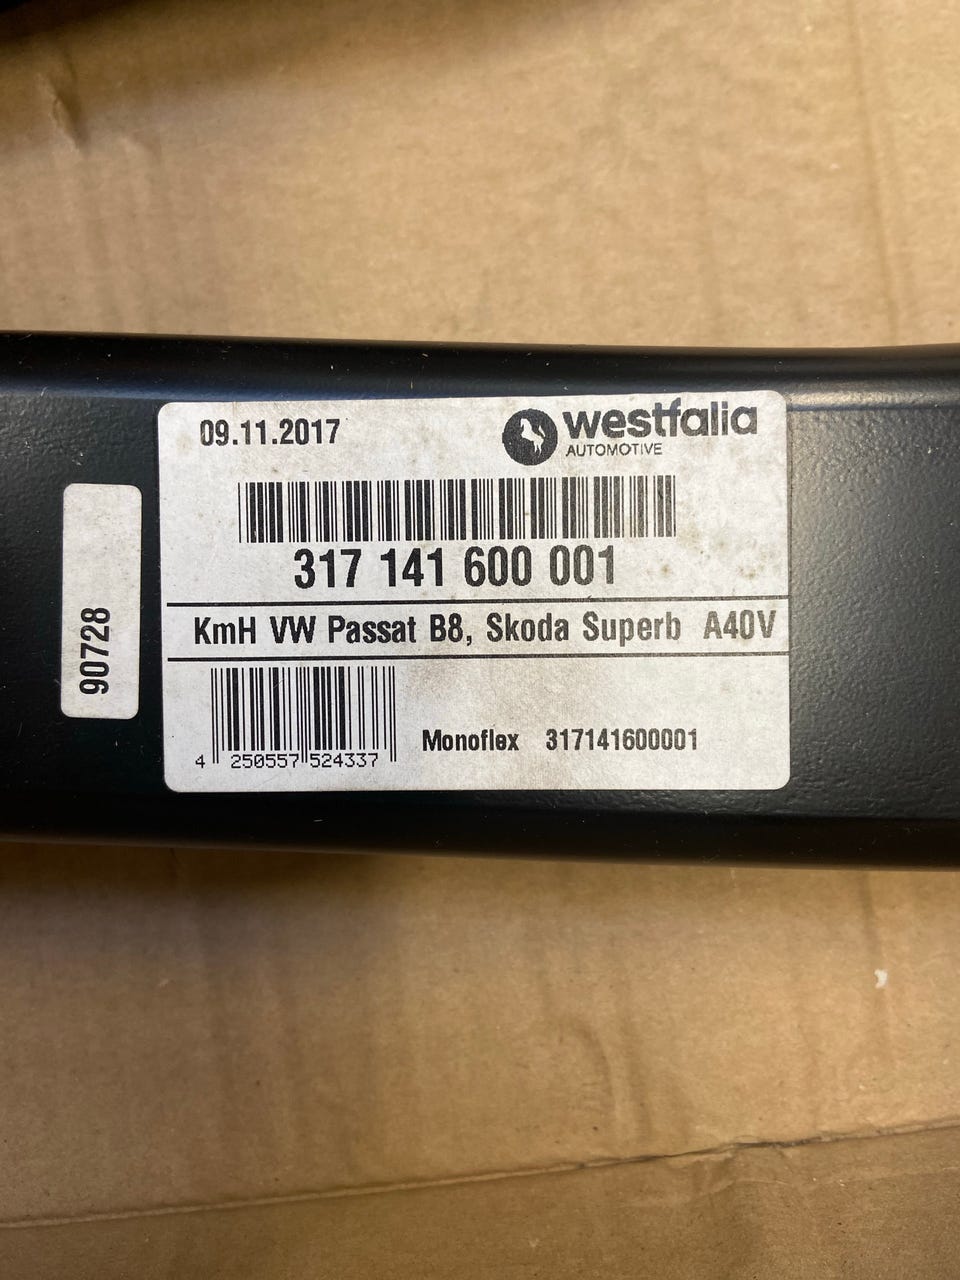 09.11.2017
westfalia
AUTOMOTIVE
317 141 600 001
KmH VW Passat B8, Skoda Superb A40V
4 250557 524337
Monoflex 317141600001
90728